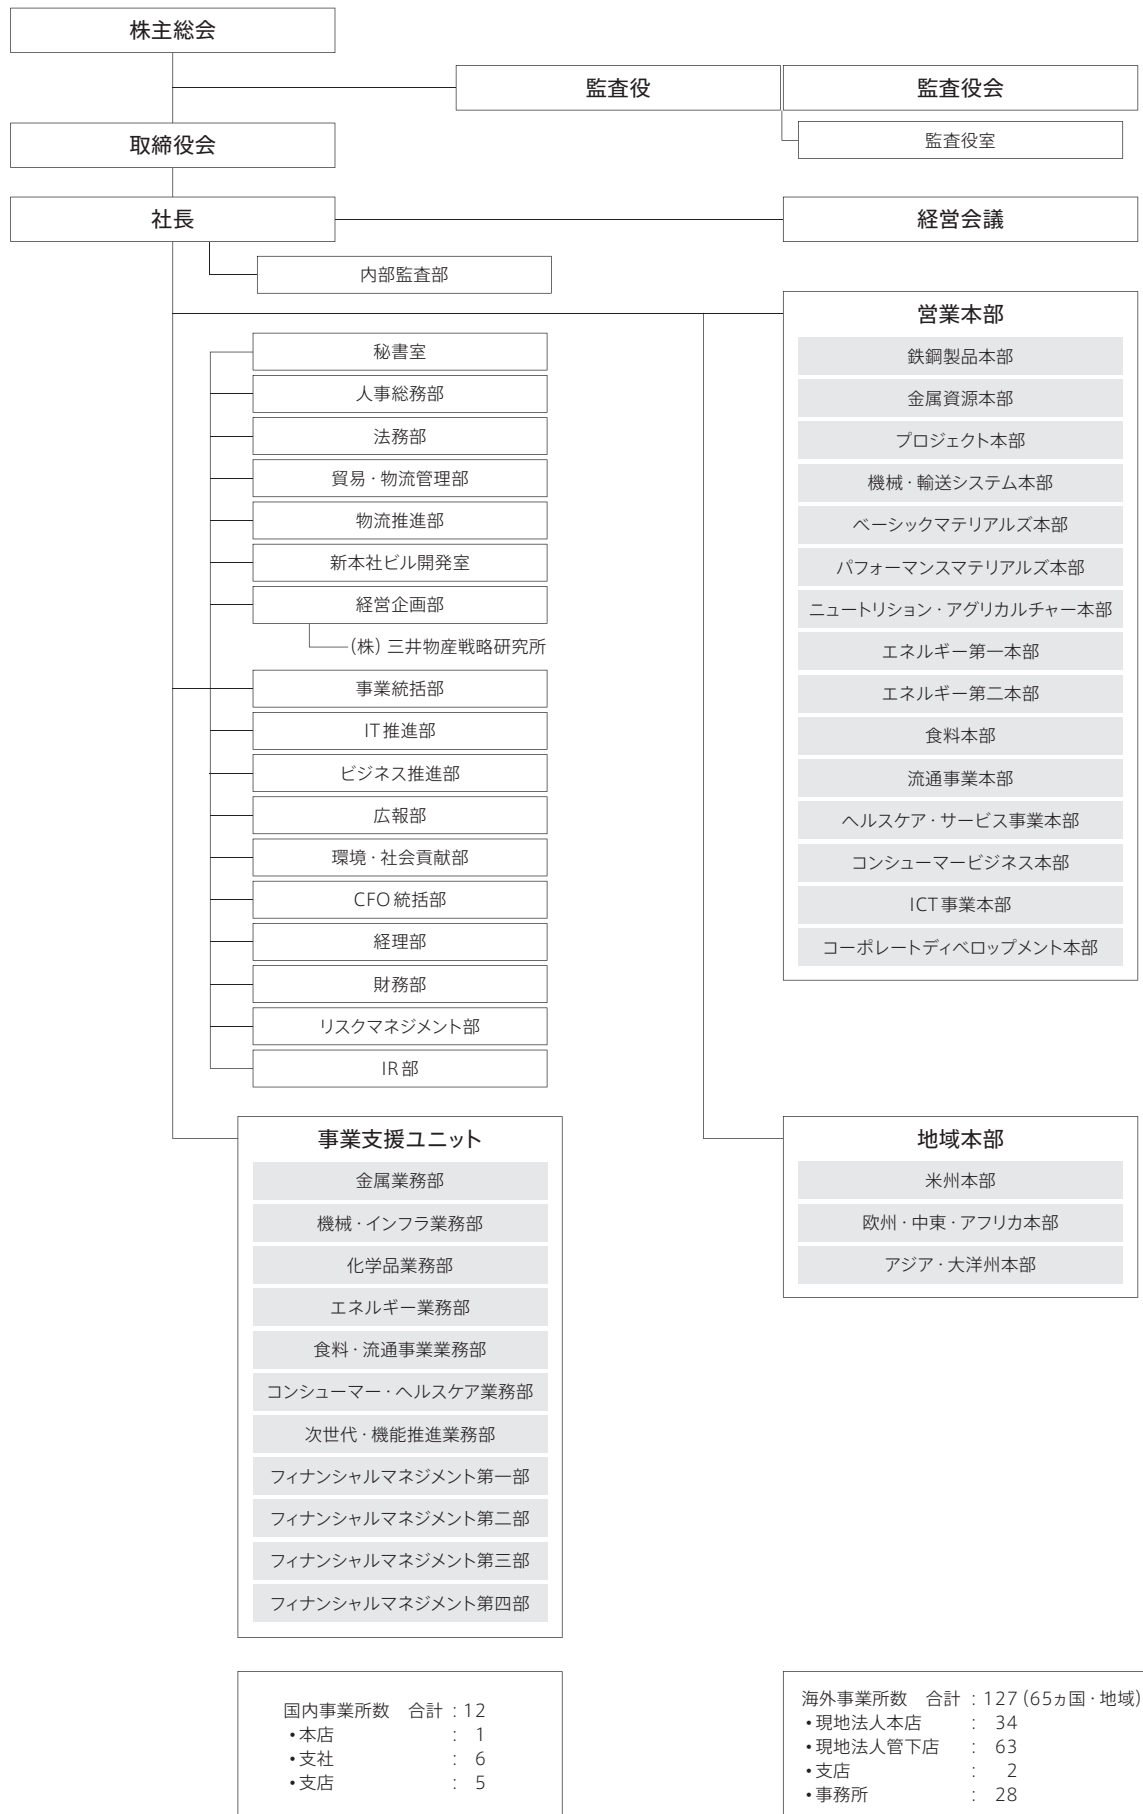 株主総会
監査役
監査役会
監査役室
取締役会
社長
経営会議
内部監査部
秘書室
人事総務部
法務部
貿易・物流管理部
物流推進部
新本社ビル開発室
経営企画部
(株) 三井物産戦略研究所
事業統括部
IT推進部
ビジネス推進部
広報部
環境・社会貢献部
CFO統括部
経理部
財務部
リスクマネジメント部
IR部
営業本部
鉄鋼製品本部
金属資源本部
プロジェクト本部
機械・輸送システム本部
ベーシックマテリアルズ本部
パフォーマンスマテリアルズ本部
ニュートリション・アグリカルチャー本部
エネルギー第一本部
エネルギー第二本部
食料本部
流通事業本部
ヘルスケア・サービス事業本部
コンシューマービジネス本部
ICT事業本部
コーポレートディベロップメント本部
事業支援ユニット
金属業務部
機械・インフラ業務部
化学品業務部
エネルギー業務部
食料・流通事業業務部
コンシューマー・ヘルスケア業務部
次世代・機能推進業務部
フィナンシャルマネジメント第一部
フィナンシャルマネジメント第二部
フィナンシャルマネジメント第三部
フィナンシャルマネジメント第四部
地域本部
米州本部
欧州・中東・アフリカ本部
アジア・大洋州本部
国内事業所数 合計 : 12
•本店 : 1
•支社 : 6
•支店 : 5
海外事業所数 合計 : 127 (65ヵ国・地域)
•現地法人本店 : 34
•現地法人管下店 : 63
•支店 : 2
•事務所 : 28